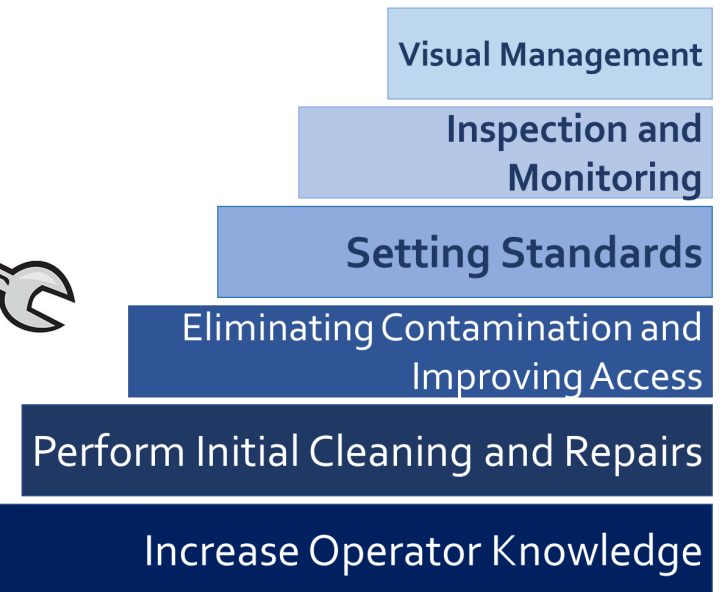 Visual Management
Inspection and
Monitoring
Setting Standards
Eliminating Contamination and
Improving Access
Perform Initial Cleaning and Repairs
Increase Operator Knowledge